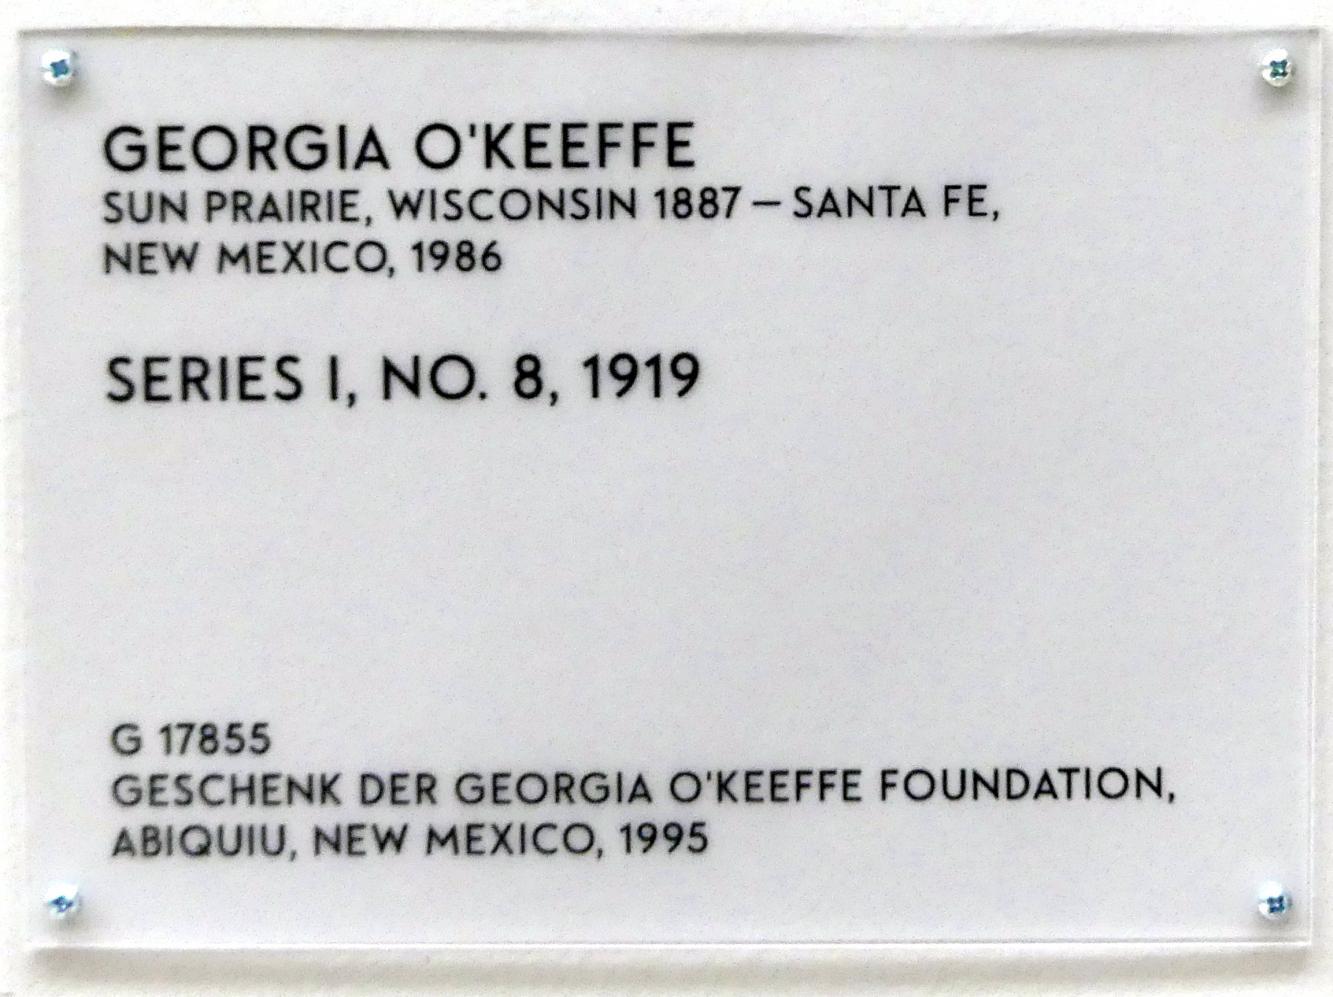 GEORGIA O'KEEFFE
SUN PRAIRIE, WISCONSIN 1887 – SANTA FE,
NEW MEXICO, 1986
SERIES I, NO. 8, 1919
G 17855
GESCHENK DER GEORGIA O'KEEFFE FOUNDATION,
ABIQUIU, NEW MEXICO, 1995